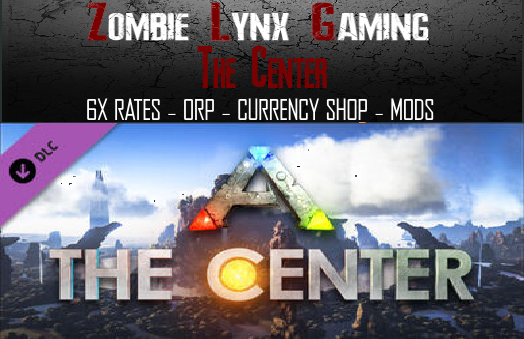 Zombie Lynx Gaming
The Center
6X RATES - ORP - CURRENCY SHOP - MODS
DLC
A
THE CENTER